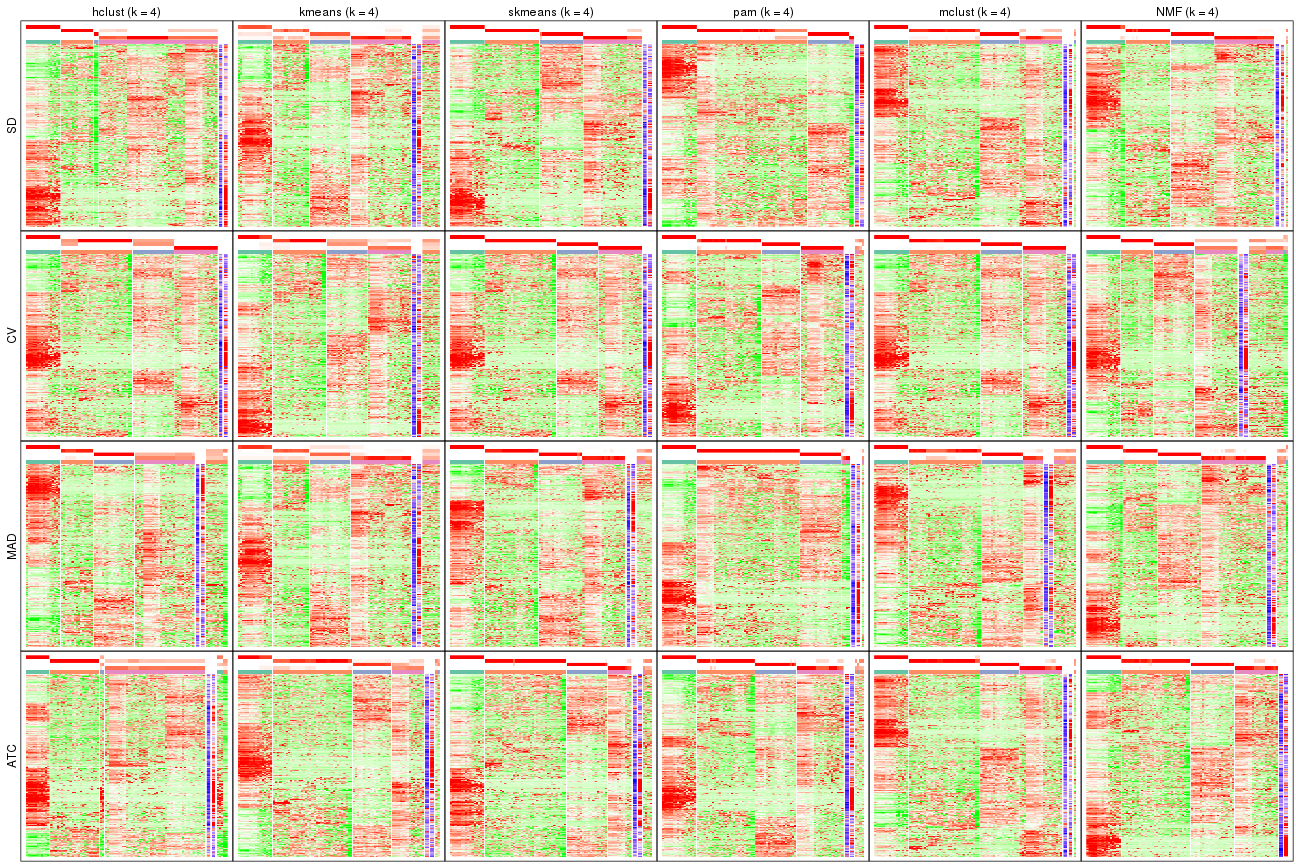 hclust (k = 4) kmeans (k = 4) skmeans (k = 4) pam (k = 4) mclust (k = 4) NMF (k = 4)
SD
CV
MAD
ATC